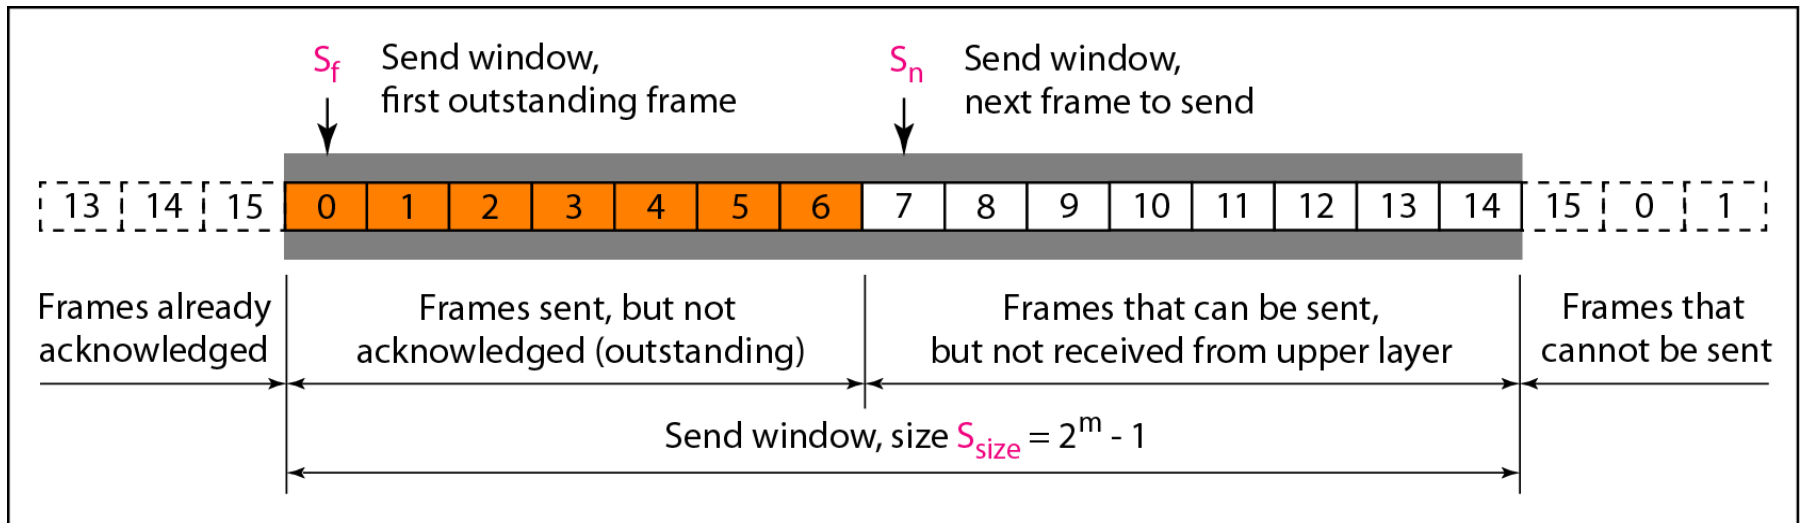 Sf Send window,
first outstanding frame
Sn Send window,
next frame to send
13 14 15 0 1 2 3 4 5 6 7 8 9 10 11 12 13 14 15 0 1
Frames already
acknowledged
Frames sent, but not
acknowledged (outstanding)
Frames that can be sent,
but not received from upper layer
Frames that
cannot be sent
Send window, size Ssize = 2^m - 1